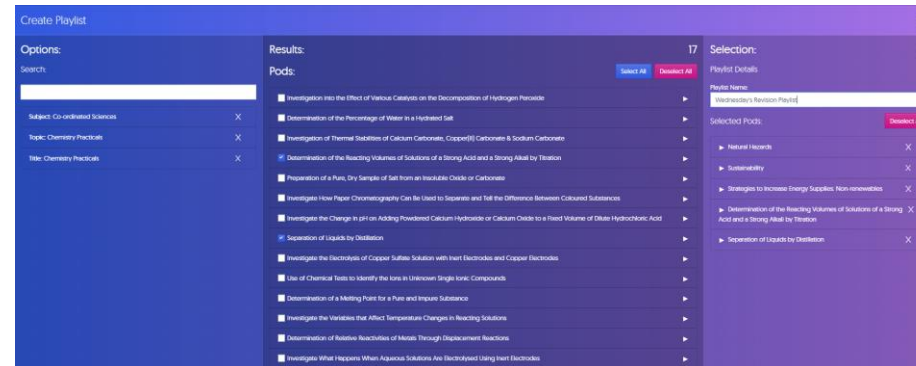 Create Playlist
Options:
Search:
Subject: Co-ordinated Sciences X
Topic: Chemistry Practicals X
Title: Chemistry Practicals X
Results: 17
Pods: Select All Deselect All
Investigation into the Effect of Various Catalysts on the Decomposition of Hydrogen Peroxide
Determination of the Percentage of Water in a Hydrated Salt
Investigation of Thermal Stabilities of Calcium Carbonate, Copper(II) Carbonate & Sodium Carbonate
Determination of the Reacting Volumes of Solutions of a Strong Acid and a Strong Alkali by Titration
Preparation of a Pure, Dry Sample of Salt from an Insoluble Oxide or Carbonate
Investigate How Paper Chromatography Can Be Used to Separate and Tell the Difference Between Coloured Substances
Investigate the Change in pH on Adding Powdered Calcium Hydroxide or Calcium Oxide to a Fixed Volume of Dilute Hydrochloric Acid
Separation of Liquids by Distillation
Investigate the Electrolysis of Copper Sulfate Solution with Inert Electrodes and Copper Electrodes
Use of Chemical Tests to Identify the Ions in Unknown Single Ionic Compounds
Determination of a Melting Point for a Pure and Impure Substance
Investigate the Variables that Affect Temperature Changes in Reacting Solutions
Determination of Relative Reactivities of Metals Through Displacement Reactions
Investigate What Happens When Aqueous Solutions Are Electrolysed Using Inert Electrodes
Selection:
Playlist Details
Playlist Name:
Wednesday's Revision Playlist
Selected Pods: Deselect
Natural Hazards X
Sustainability X
Strategies to Increase Energy Supplies: Non-renewables X
Determination of the Reacting Volumes of Solutions of a Strong X
Acid and a Strong Alkali by Titration
Separation of Liquids by Distillation X